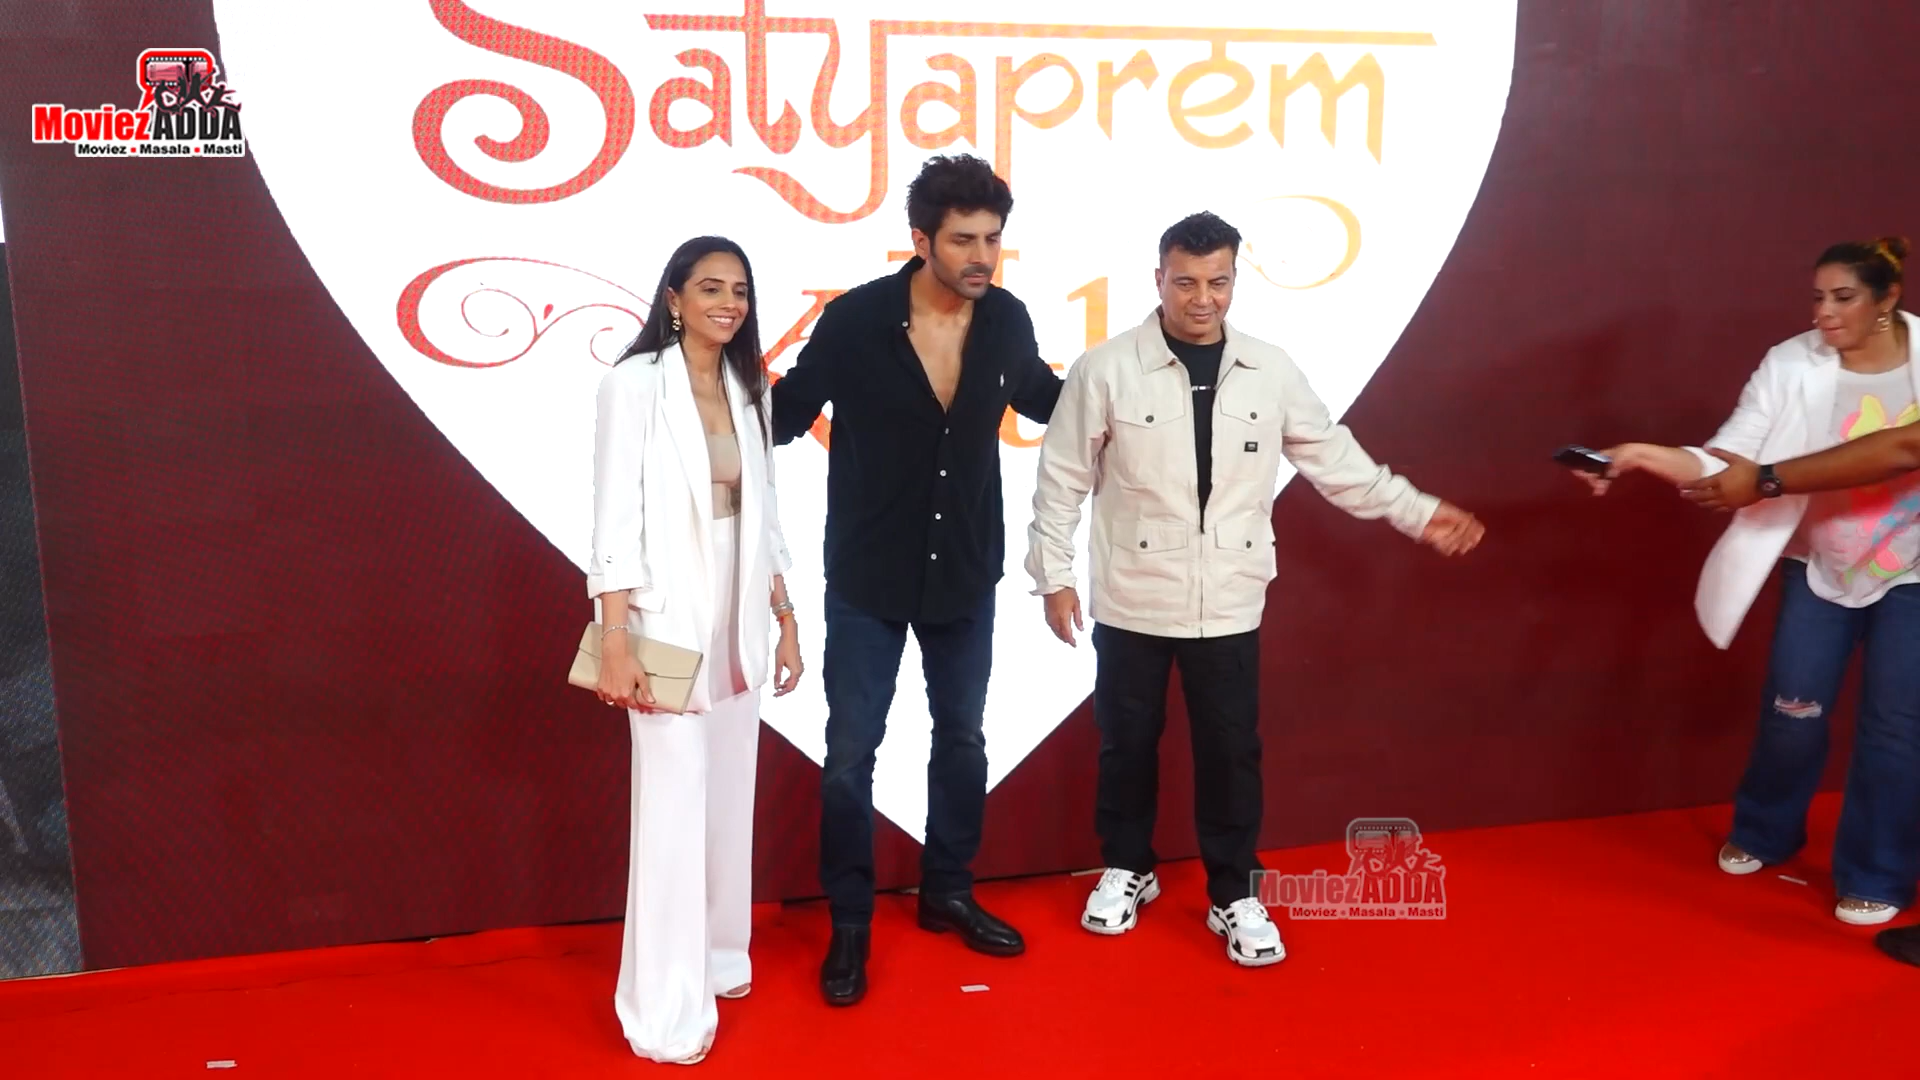 Satyaprem
MoviezADDA
Moviez • Masala • Masti
MoviezADDA
Moviez • Masala • Masti